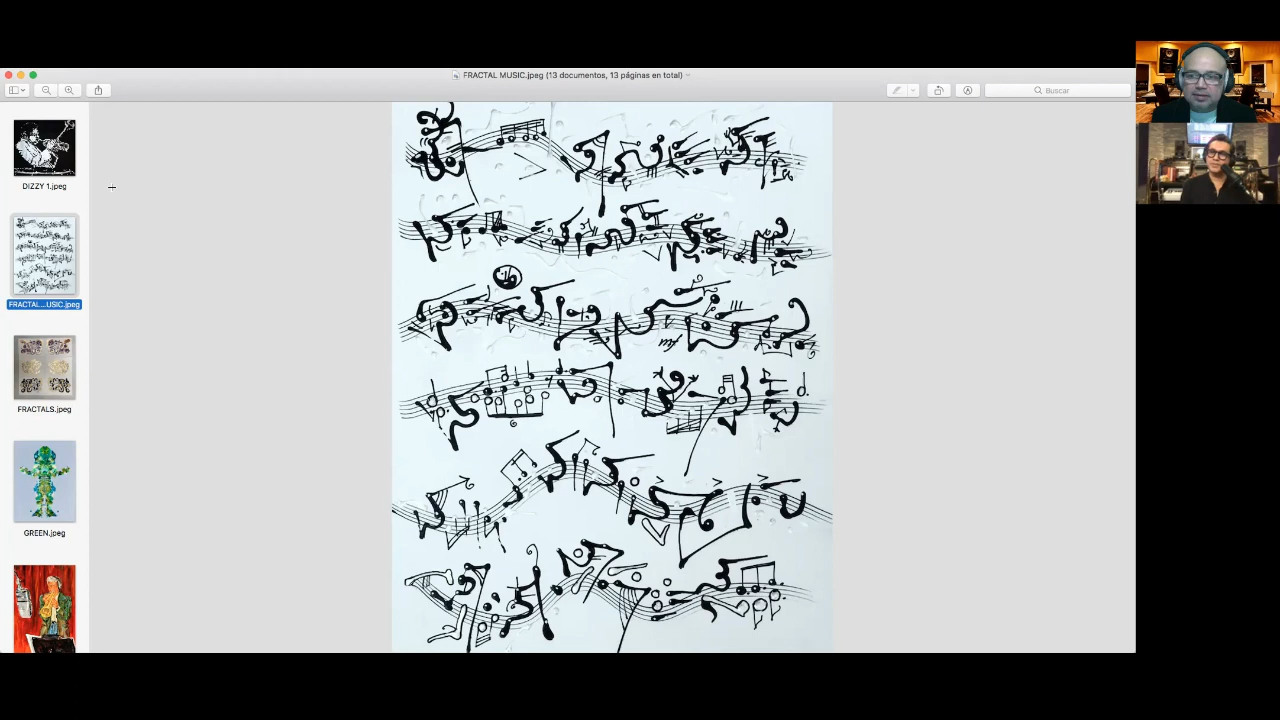 FRACTAL MUSIC.jpeg (13 documentos, 13 páginas en total)
Buscar
DIZZY 1.jpeg
FRACTAL...USIC.jpeg
FRACTALS.jpeg
GREEN.jpeg